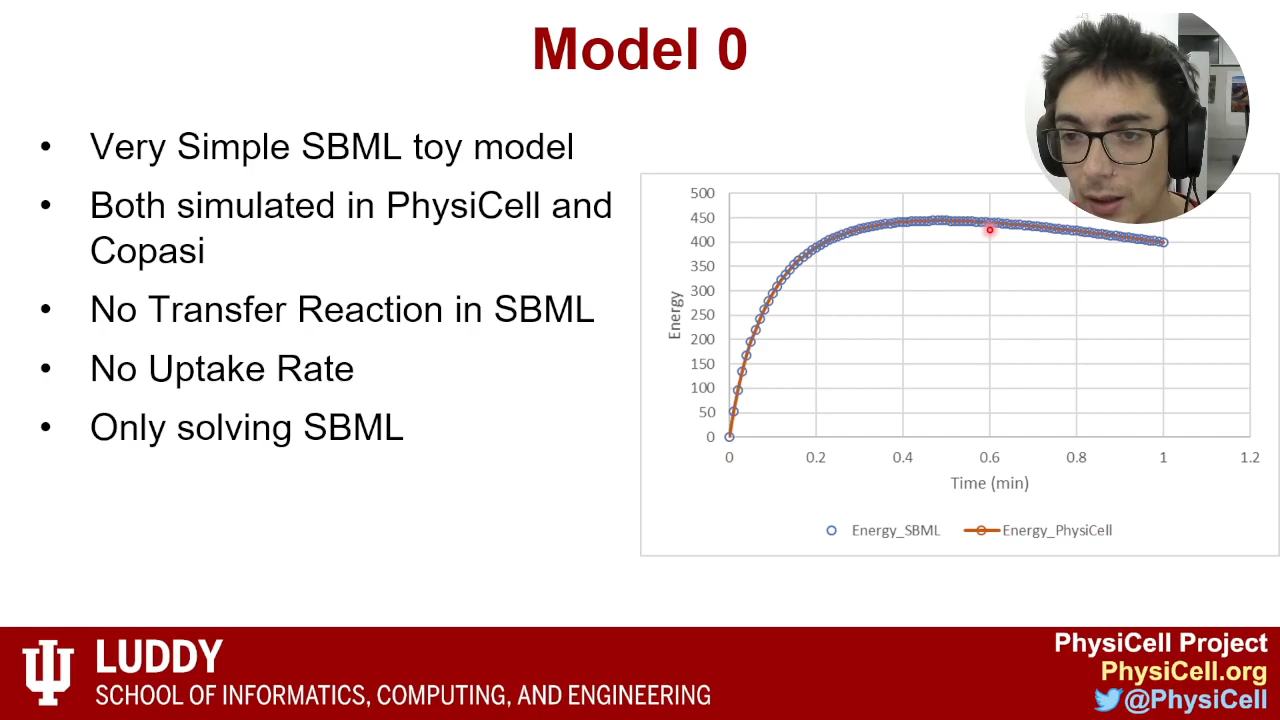 Model 0
• Very Simple SBML toy model
• Both simulated in PhysiCell and
Copasi
• No Transfer Reaction in SBML
• No Uptake Rate
• Only solving SBML
500
450
400
350
300
250
200
150
100
50
0
Energy
0 0.2 0.4 0.6 0.8 1 1.2
Time (min)
Energy_SBML Energy_PhysiCell
LUDDY
SCHOOL OF INFORMATICS, COMPUTING, AND ENGINEERING
PhysiCell Project
PhysiCell.org
@PhysiCell